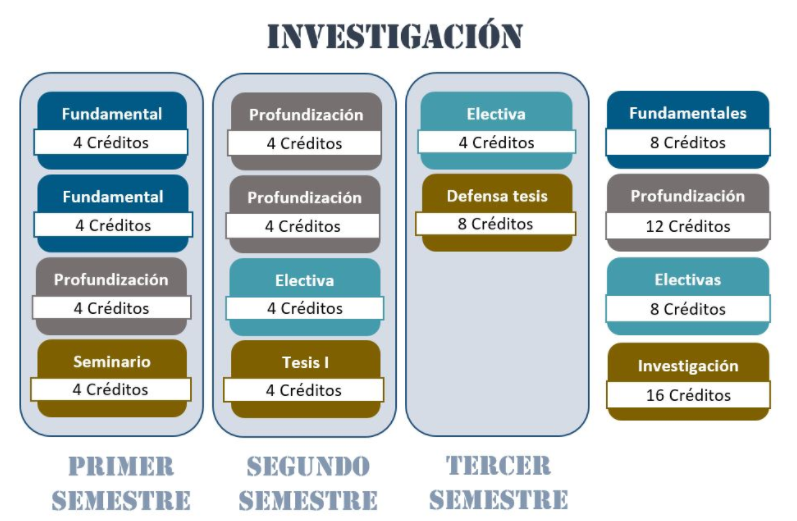 INVESTIGACIÓN
Fundamental
4 Créditos
Fundamental
4 Créditos
Profundización
4 Créditos
Seminario
4 Créditos
PRIMER
SEMESTRE
Profundización
4 Créditos
Profundización
4 Créditos
Electiva
4 Créditos
Tesis I
4 Créditos
SEGUNDO
SEMESTRE
Electiva
4 Créditos
Defensa tesis
8 Créditos
TERCER
SEMESTRE
Fundamentales
8 Créditos
Profundización
12 Créditos
Electivas
8 Créditos
Investigación
16 Créditos